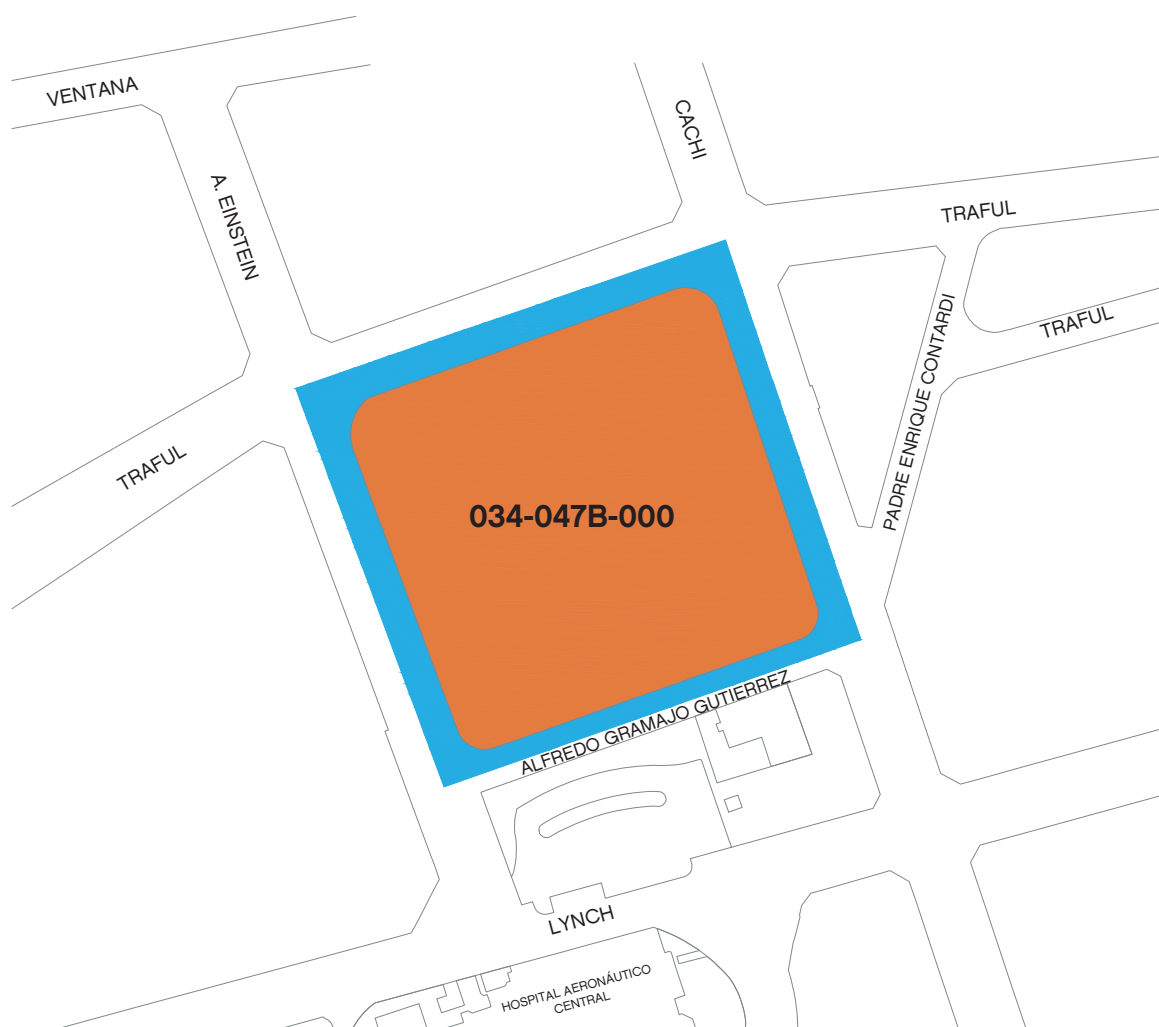 VENTANA
CACHI
A. EINSTEIN
TRAFUL
PADRE ENRIQUE CONTARDI
TRAFUL
TRAFUL
034-047B-000
ALFREDO GRAMAJO GUTIERREZ
LYNCH
HOSPITAL AERONÁUTICO
CENTRAL